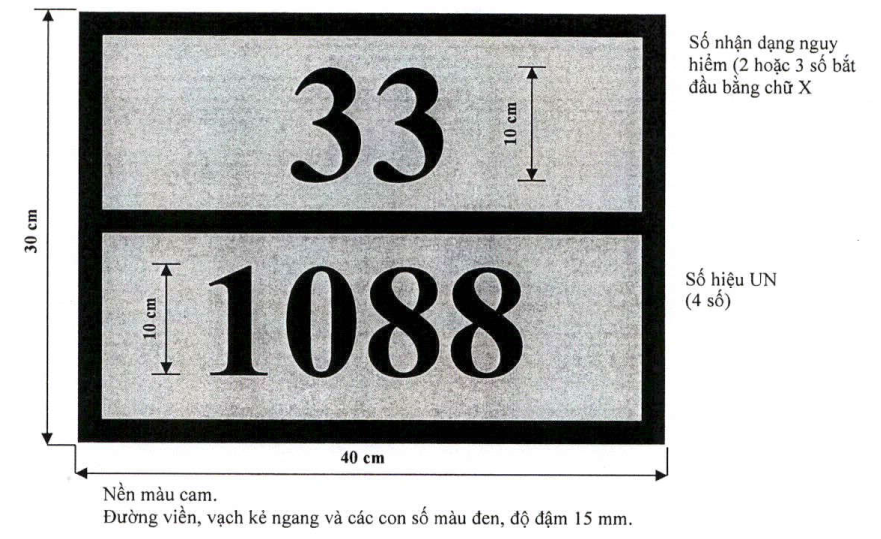 33
10 cm
Số nhận dạng nguy
hiểm (2 hoặc 3 số bắt
đầu bằng chữ X
30 cm
1088
10 cm
Số hiệu UN
(4 số)
40 cm
Nền màu cam.
Đường viền, vạch kẻ ngang và các con số màu đen, độ đậm 15 mm.